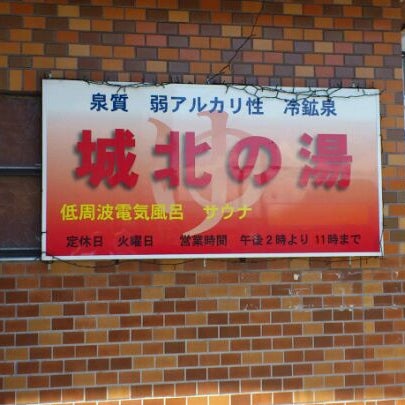 泉質 弱アルカリ性 冷鉱泉
ゆ
城北の湯
低周波電気風呂 サウナ
定休日 火曜日 営業時間 午後2時より11時まで